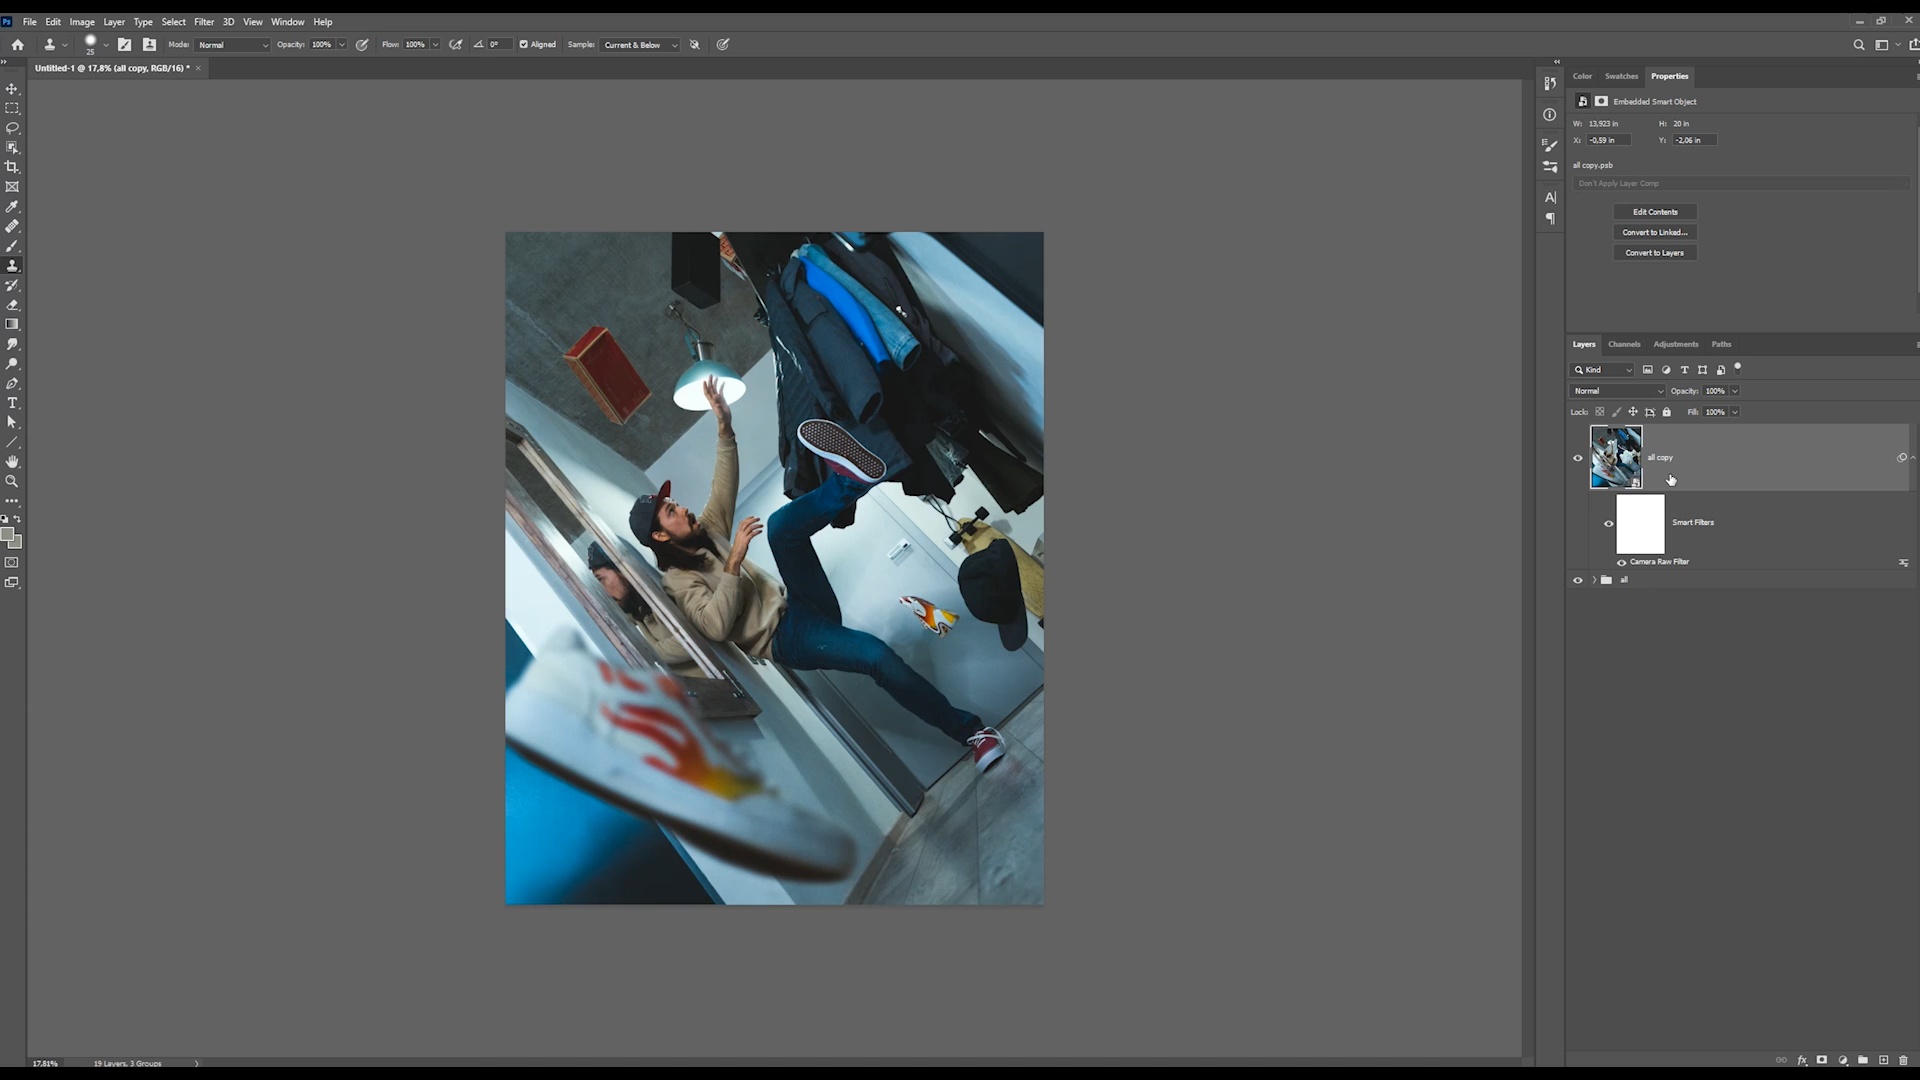 Ps File Edit Image Layer Type Select Filter 3D View Window Help
25 Mode: Normal Opacity: 100% Flow: 100% 0° Aligned Sample: Current & Below
Untitled-1 @ 17,8% (all copy, RGB/16) * ×
Color Swatches Properties
Embedded Smart Object
W: 13,923 in H: 20 in
X: -0,59 in Y: -2,06 in
all copy.psb
Don't Apply Layer Comp
Edit Contents
Convert to Linked...
Convert to Layers
Layers Channels Adjustments Paths
Kind
Normal Opacity: 100%
Lock: Fill: 100%
all copy
Smart Filters
Camera Raw Filter
all
17,81% 19 Layers, 3 Groups
fx